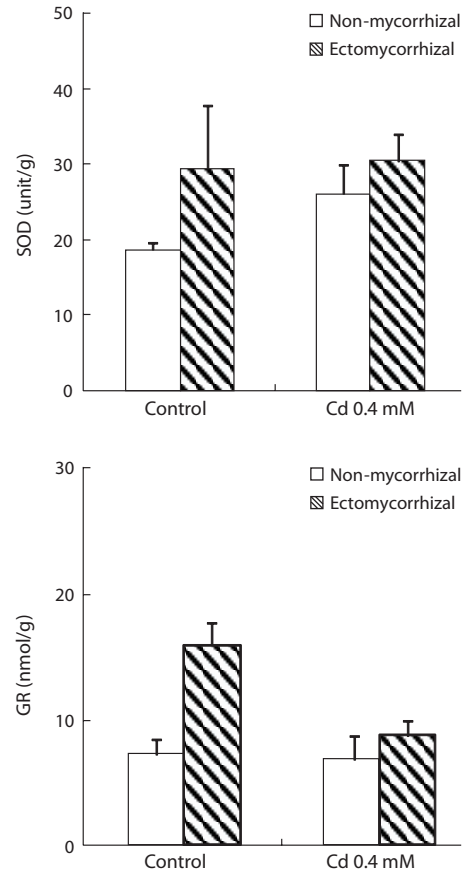 50
Non-mycorrhizal
Ectomycorrhizal
40
30
20
10
0
SOD (unit/g)
Control Cd 0.4 mM
30
Non-mycorrhizal
Ectomycorrhizal
20
10
0
GR (nmol/g)
Control Cd 0.4 mM